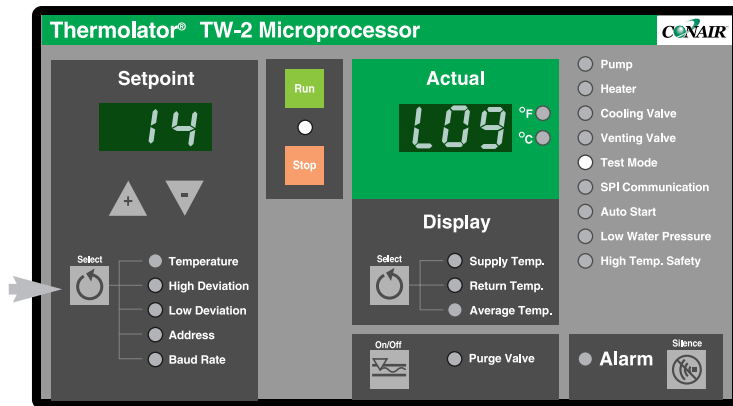 Thermolator® TW-2 Microprocessor
CONAIR
Setpoint
14
+
-
Select
Temperature
High Deviation
Low Deviation
Address
Baud Rate
Run
Stop
Actual
L09
°F
°C
Display
Select
Supply Temp.
Return Temp.
Average Temp.
On/Off
Purge Valve
Pump
Heater
Cooling Valve
Venting Valve
Test Mode
SPI Communication
Auto Start
Low Water Pressure
High Temp. Safety
Alarm
Silence